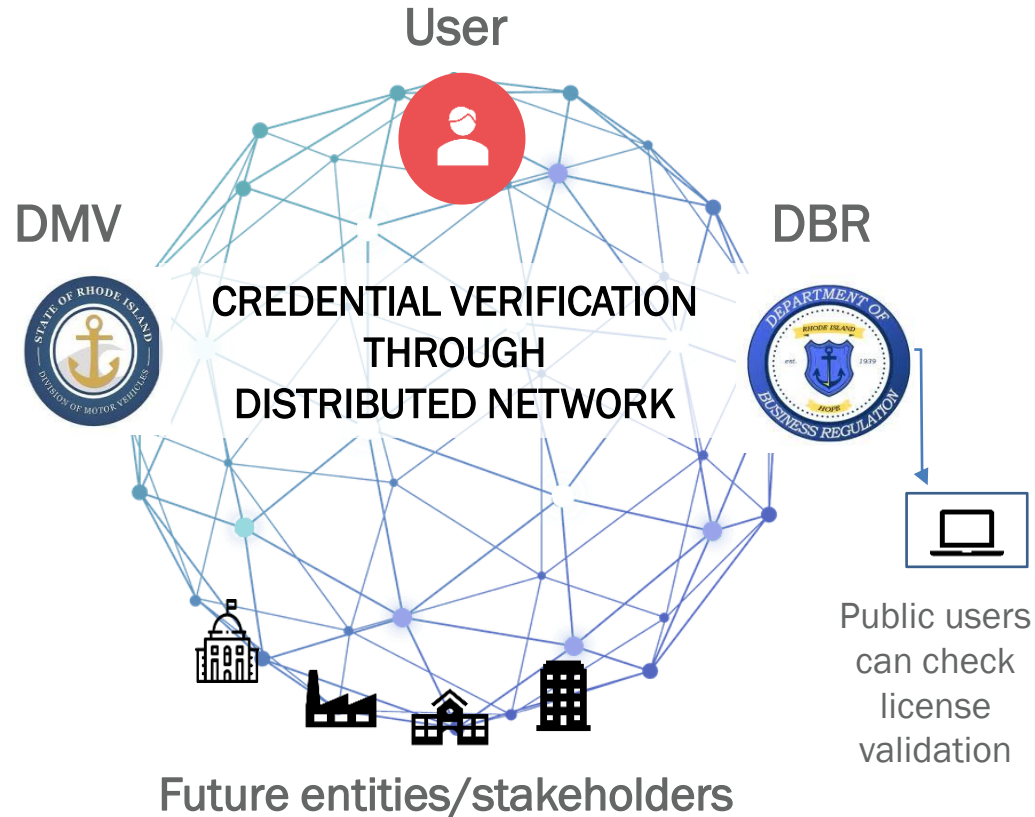 User
DMV
DBR
STATE OF RHODE ISLAND
DIVISION OF MOTOR VEHICLES
CREDENTIAL VERIFICATION
THROUGH
DISTRIBUTED NETWORK
DEPARTMENT OF
RHODE ISLAND
est. 1939
HOPE
BUSINESS REGULATION
Public users
can check
license
validation
Future entities/stakeholders